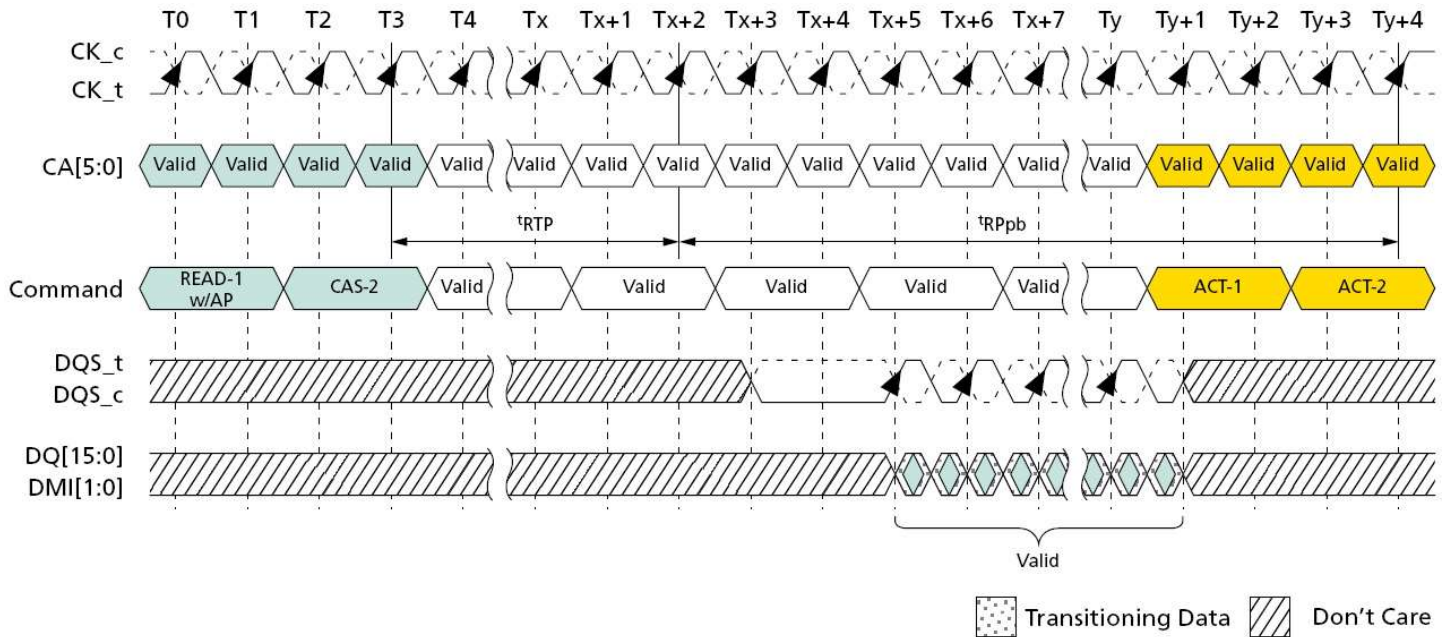 T0 T1 T2 T3 T4 Tx Tx+1 Tx+2 Tx+3 Tx+4 Tx+5 Tx+6 Tx+7 Ty Ty+1 Ty+2 Ty+3 Ty+4
CK_c
CK_t
CA[5:0] Valid Valid Valid Valid Valid Valid Valid Valid Valid Valid Valid Valid Valid Valid Valid Valid Valid Valid
tRTP tRPpb
Command READ-1 w/AP CAS-2 Valid Valid Valid Valid Valid ACT-1 ACT-2
DQS_t
DQS_c
DQ[15:0]
DMI[1:0]
Valid
Transitioning Data Don't Care